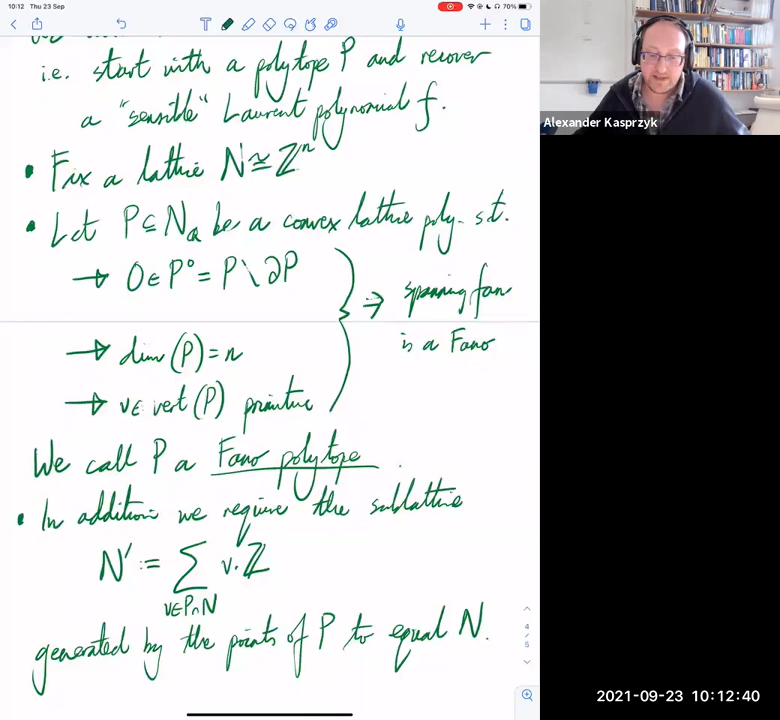 10:12 Thu 23 Sep
70%
i.e. start with a polytope P and recover
a "sensible" Laurent polynomial f.
• Fix a lattice N ≅ ℤⁿ
• Let P ⊆ N_ℚ be a convex lattice poly. st.
→ 0 ∈ P° = P \ ∂P
→ dim (P) = n
→ v ∈ vert (P) primitive
⇒ spanning fan
is a Fano
We call P a Fano polytope.
• In addition we require the sublattice
N' := Σ v·ℤ
v∈P∩N
generated by the points of P to equal N.
4
/
5
Alexander Kasprzyk
2021-09-23 10:12:40